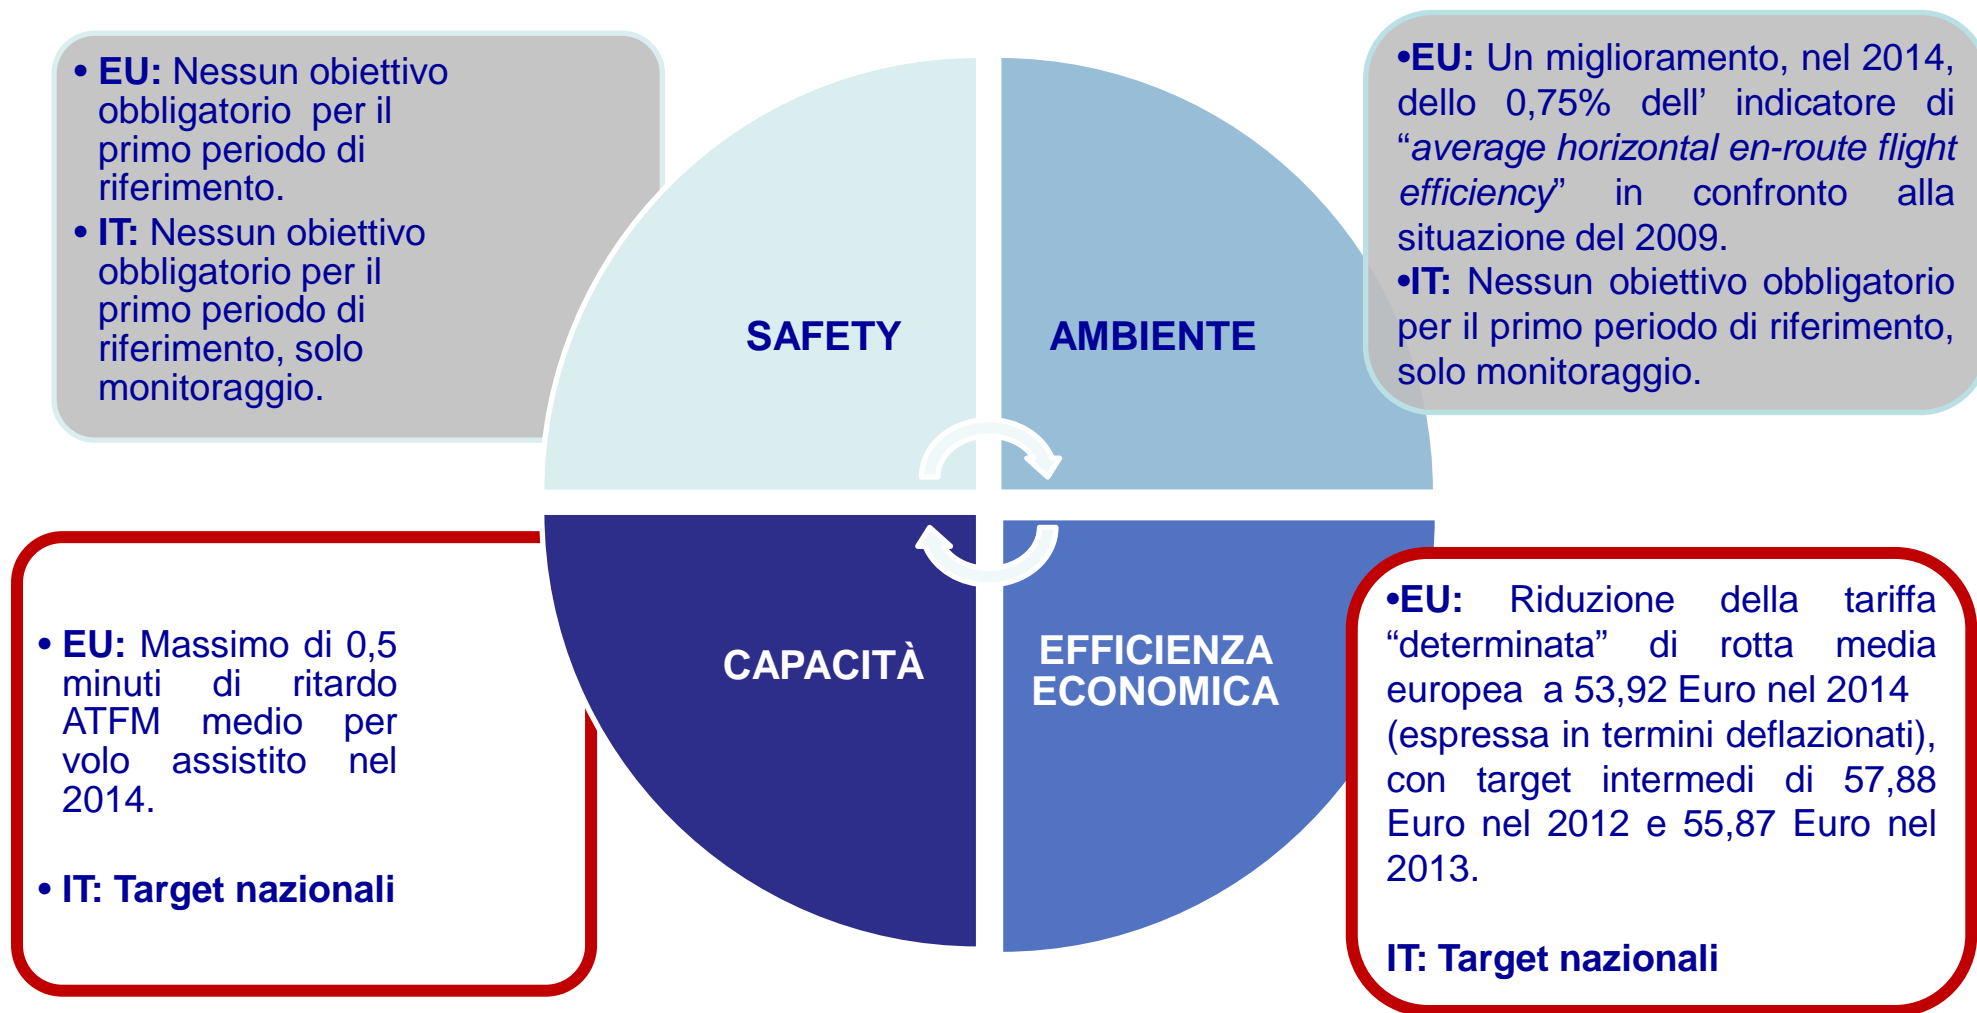 • EU: Nessun obiettivo
obbligatorio per il
primo periodo di
riferimento.
• IT: Nessun obiettivo
obbligatorio per il
primo periodo di
riferimento, solo
monitoraggio.
SAFETY
AMBIENTE
•EU: Un miglioramento, nel 2014,
dello 0,75% dell’ indicatore di
“average horizontal en-route flight
efficiency” in confronto alla
situazione del 2009.
•IT: Nessun obiettivo obbligatorio
per il primo periodo di riferimento,
solo monitoraggio.
• EU: Massimo di 0,5
minuti di ritardo
ATFM medio per
volo assistito nel
2014.
• IT: Target nazionali
CAPACITÀ
EFFICIENZA
ECONOMICA
•EU: Riduzione della tariffa
“determinata” di rotta media
europea a 53,92 Euro nel 2014
(espressa in termini deflazionati),
con target intermedi di 57,88
Euro nel 2012 e 55,87 Euro nel
2013.
IT: Target nazionali